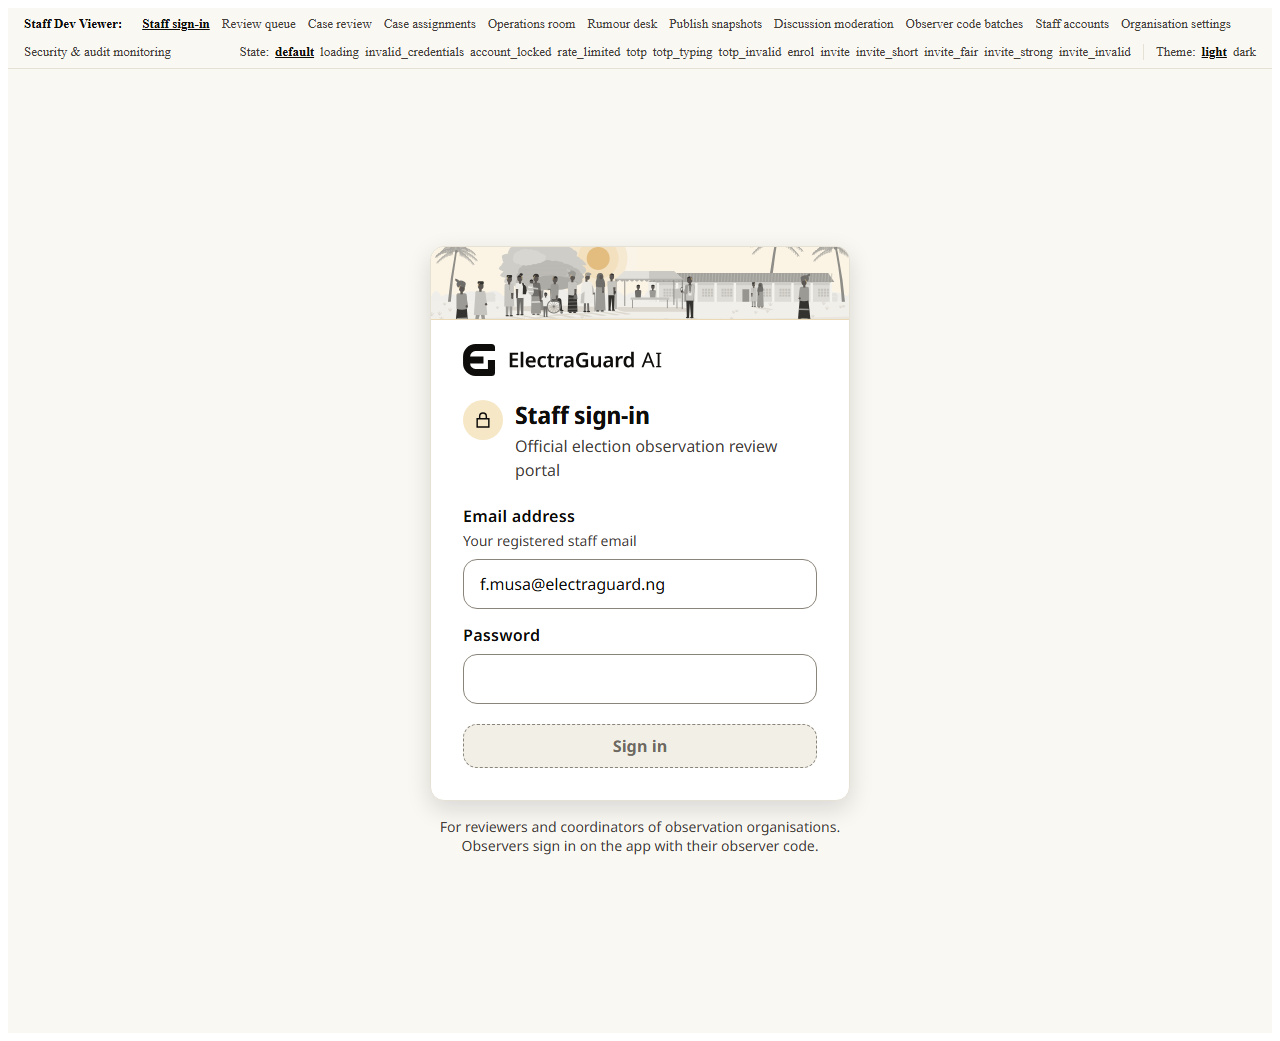 Staff Dev Viewer: Staff sign-in Review queue Case review Case assignments Operations room Rumour desk Publish snapshots Discussion moderation Observer code batches Staff accounts Organisation settings
Security & audit monitoring State: default loading invalid_credentials account_locked rate_limited totp totp_typing totp_invalid enrol invite invite_short invite_fair invite_strong invite_invalid Theme: light dark
ElectraGuard AI
Staff sign-in
Official election observation review
portal
Email address
Your registered staff email
f.musa@electraguard.ng
Password
Sign in
For reviewers and coordinators of observation organisations.
Observers sign in on the app with their observer code.